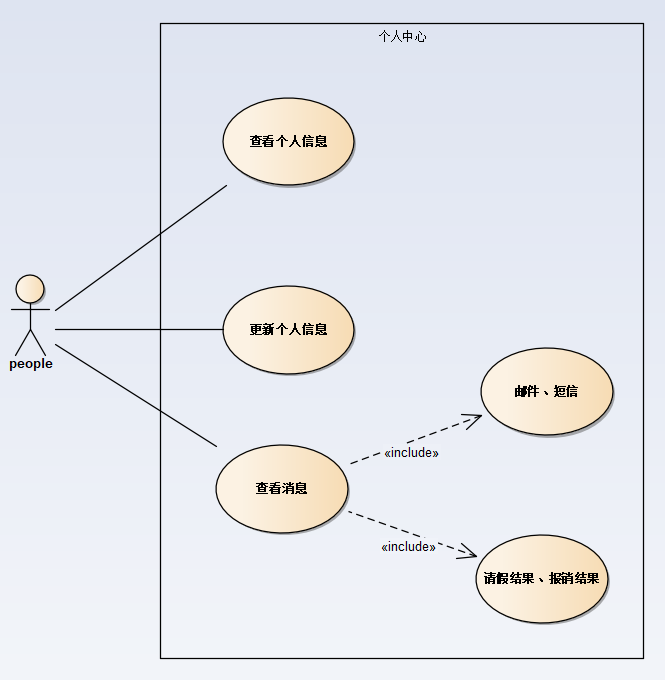 个人中心
查看个人信息
更新个人信息
people
邮件、短信
«include»
查看消息
«include»
请假结果、报销结果